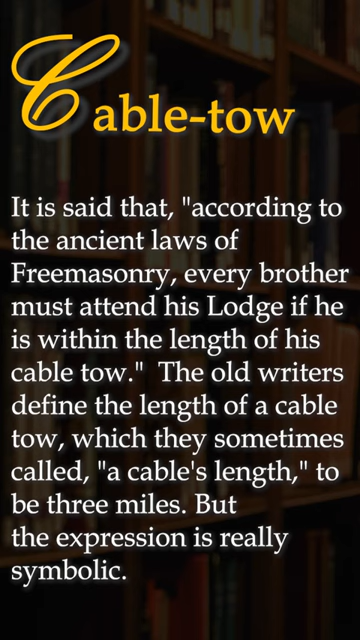 Cable-tow
It is said that, "according to
the ancient laws of
Freemasonry, every brother
must attend his Lodge if he
is within the length of his
cable tow."  The old writers
define the length of a cable
tow, which they sometimes
called, "a cable's length," to
be three miles. But
the expression is really
symbolic.